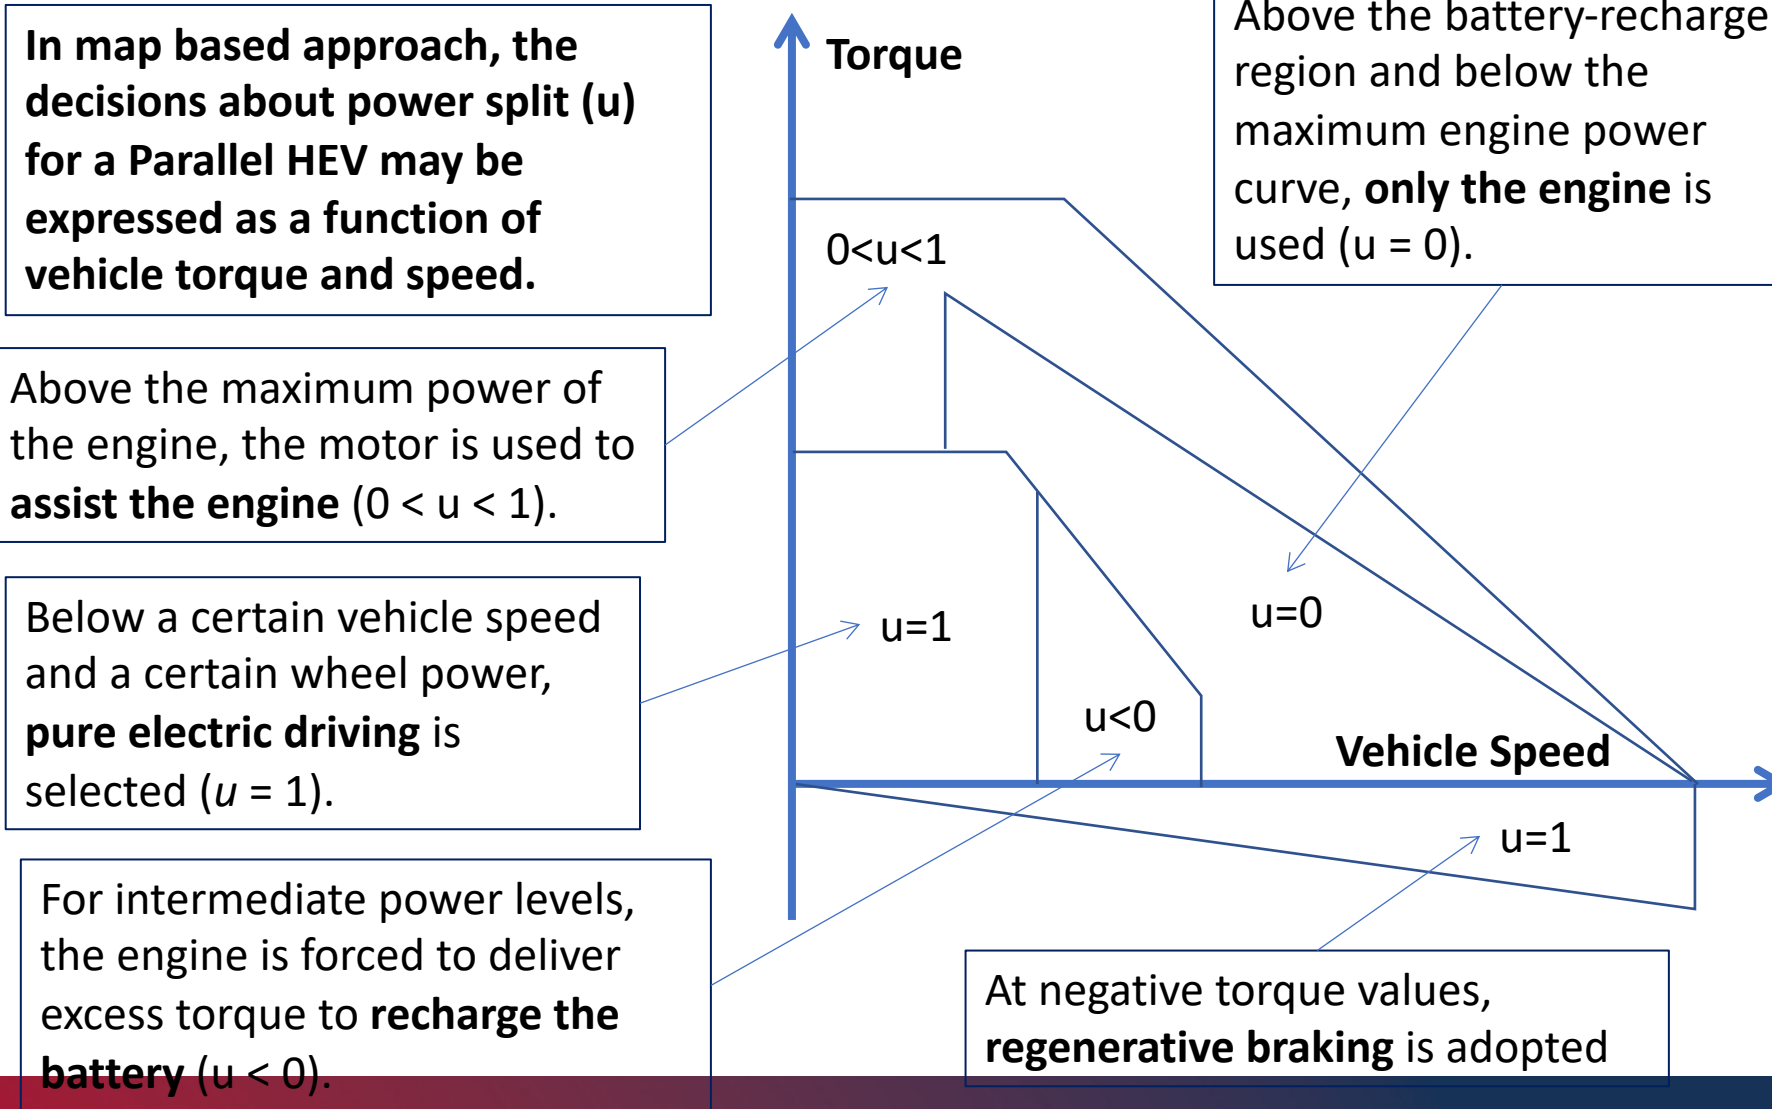 In map based approach, the
decisions about power split (u)
for a Parallel HEV may be
expressed as a function of
vehicle torque and speed.
Above the maximum power of
the engine, the motor is used to
assist the engine (0 < u < 1).
Below a certain vehicle speed
and a certain wheel power,
pure electric driving is
selected (u = 1).
For intermediate power levels,
the engine is forced to deliver
excess torque to recharge the
battery (u < 0).
Torque
0<u<1
u=1
u<0
u=0
Vehicle Speed
u=1
Above the battery-recharge
region and below the
maximum engine power
curve, only the engine is
used (u = 0).
At negative torque values,
regenerative braking is adopted